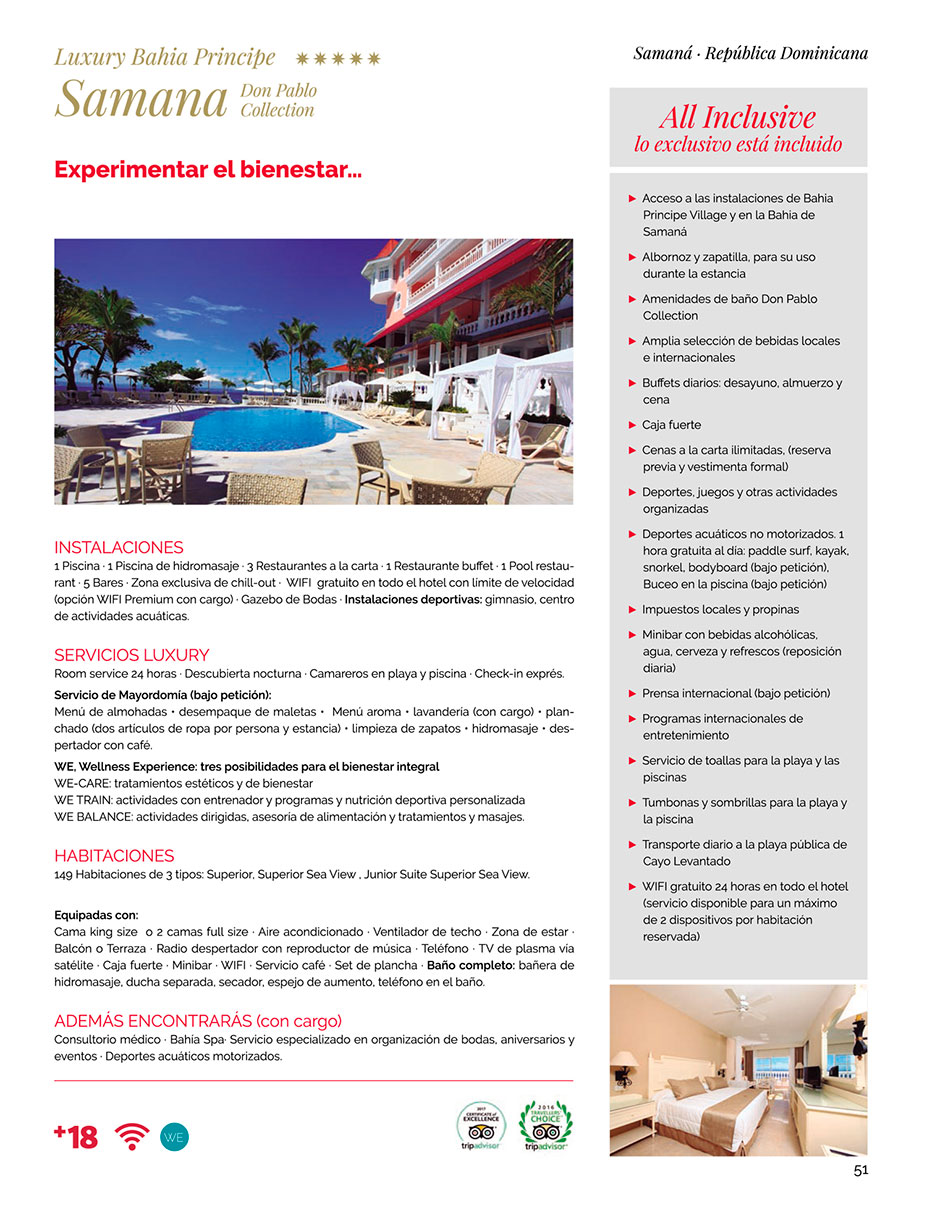 Luxury Bahia Principe
Samana Don Pablo
Collection
Experimentar el bienestar...
INSTALACIONES
1 Piscina · 1 Piscina de hidromasaje · 3 Restaurantes a la carta · 1 Restaurante buffet · 1 Pool restau-
rant · 5 Bares · Zona exclusiva de chill-out · WIFI gratuito en todo el hotel con límite de velocidad
(opción WIFI Premium con cargo) · Gazebo de Bodas · Instalaciones deportivas: gimnasio, centro
de actividades acuáticas.
SERVICIOS LUXURY
Room service 24 horas · Descubierta nocturna · Camareros en playa y piscina · Check-in exprés.
Servicio de Mayordomía (bajo petición):
Menú de almohadas • desempaque de maletas • Menú aroma • lavandería (con cargo) • plan-
chado (dos artículos de ropa por persona y estancia) • limpieza de zapatos • hidromasaje • des-
pertador con café.
WE, Wellness Experience: tres posibilidades para el bienestar integral
WE-CARE: tratamientos estéticos y de bienestar
WE TRAIN: actividades con entrenador y programas y nutrición deportiva personalizada
WE BALANCE: actividades dirigidas, asesoría de alimentación y tratamientos y masajes.
HABITACIONES
149 Habitaciones de 3 tipos: Superior, Superior Sea View , Junior Suite Superior Sea View.
Equipadas con:
Cama king size o 2 camas full size · Aire acondicionado · Ventilador de techo · Zona de estar ·
Balcón o Terraza · Radio despertador con reproductor de música · Teléfono · TV de plasma vía
satélite · Caja fuerte · Minibar · WIFI · Servicio café · Set de plancha · Baño completo: bañera de
hidromasaje, ducha separada, secador, espejo de aumento, teléfono en el baño.
ADEMÁS ENCONTRARÁS (con cargo)
Consultorio médico · Bahía Spa· Servicio especializado en organización de bodas, aniversarios y
eventos · Deportes acuáticos motorizados.
+18
WE
2017
CERTIFICATE of
EXCELLENCE
tripadvisor
2016
TRAVELLERS'
CHOICE
tripadvisor
Samaná · República Dominicana
All Inclusive
lo exclusivo está incluido
Acceso a las instalaciones de Bahia
Principe Village y en la Bahia de
Samaná
Albornoz y zapatilla, para su uso
durante la estancia
Amenidades de baño Don Pablo
Collection
Amplia selección de bebidas locales
e internacionales
Buffets diarios: desayuno, almuerzo y
cena
Caja fuerte
Cenas a la carta ilimitadas, (reserva
previa y vestimenta formal)
Deportes, juegos y otras actividades
organizadas
Deportes acuáticos no motorizados. 1
hora gratuita al día: paddle surf, kayak,
snorkel, bodyboard (bajo petición),
Buceo en la piscina (bajo petición)
Impuestos locales y propinas
Minibar con bebidas alcohólicas,
agua, cerveza y refrescos (reposición
diaria)
Prensa internacional (bajo petición)
Programas internacionales de
entretenimiento
Servicio de toallas para la playa y las
piscinas
Tumbonas y sombrillas para la playa y
la piscina
Transporte diario a la playa pública de
Cayo Levantado
WIFI gratuito 24 horas en todo el hotel
(servicio disponible para un máximo
de 2 dispositivos por habitación
reservada)
51